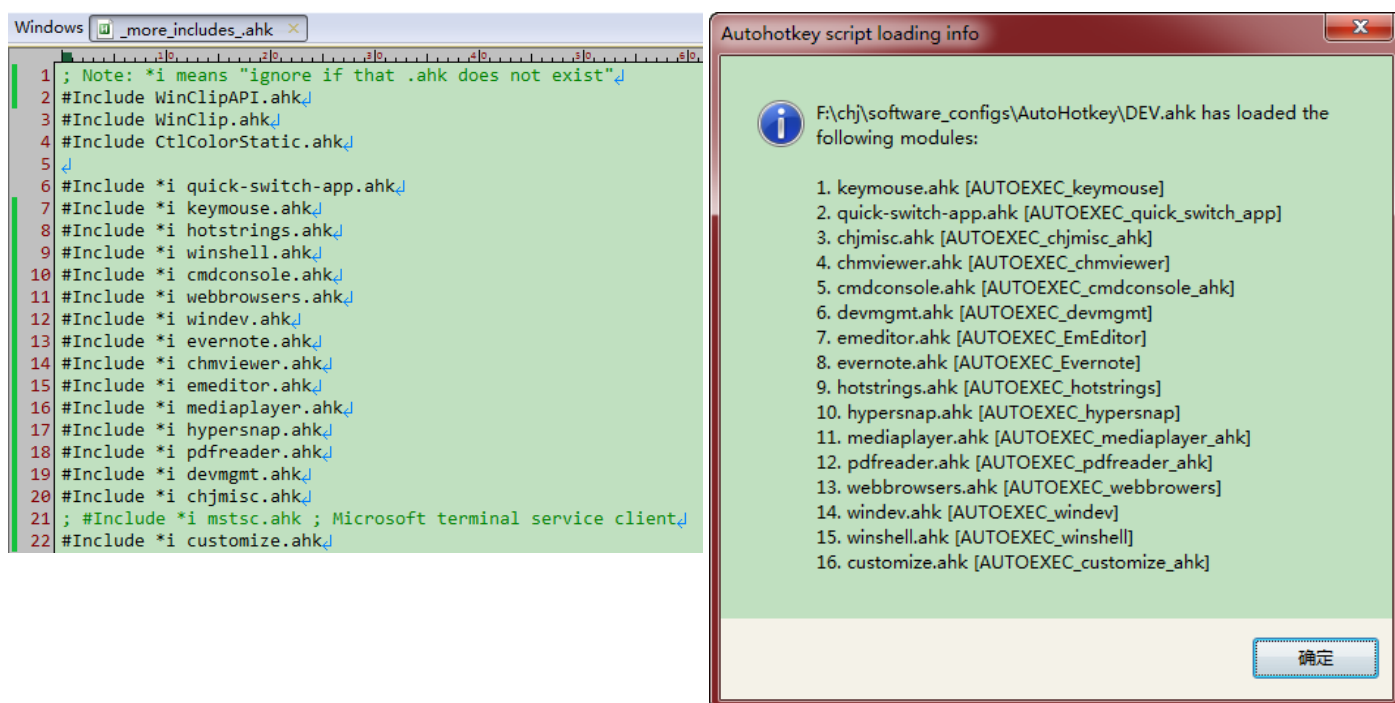 Windows _more_includes_.ahk
10 20 30 40 50 60
1 ; Note: *i means "ignore if that .ahk does not exist"
2 #Include WinClipAPI.ahk
3 #Include WinClip.ahk
4 #Include CtlColorStatic.ahk
5
6 #Include *i quick-switch-app.ahk
7 #Include *i keymouse.ahk
8 #Include *i hotstrings.ahk
9 #Include *i winshell.ahk
10 #Include *i cmdconsole.ahk
11 #Include *i webbrowsers.ahk
12 #Include *i windev.ahk
13 #Include *i evernote.ahk
14 #Include *i chmviewer.ahk
15 #Include *i emeditor.ahk
16 #Include *i mediaplayer.ahk
17 #Include *i hypersnap.ahk
18 #Include *i pdfreader.ahk
19 #Include *i devmgmt.ahk
20 #Include *i chjmisc.ahk
21 ; #Include *i mstsc.ahk ; Microsoft terminal service client
22 #Include *i customize.ahk
Autohotkey script loading info
F:\chj\software_configs\AutoHotkey\DEV.ahk has loaded the
following modules:
1. keymouse.ahk [AUTOEXEC_keymouse]
2. quick-switch-app.ahk [AUTOEXEC_quick_switch_app]
3. chjmisc.ahk [AUTOEXEC_chjmisc_ahk]
4. chmviewer.ahk [AUTOEXEC_chmviewer]
5. cmdconsole.ahk [AUTOEXEC_cmdconsole_ahk]
6. devmgmt.ahk [AUTOEXEC_devmgmt]
7. emeditor.ahk [AUTOEXEC_EmEditor]
8. evernote.ahk [AUTOEXEC_Evernote]
9. hotstrings.ahk [AUTOEXEC_hotstrings]
10. hypersnap.ahk [AUTOEXEC_hypersnap]
11. mediaplayer.ahk [AUTOEXEC_mediaplayer_ahk]
12. pdfreader.ahk [AUTOEXEC_pdfreader_ahk]
13. webbrowsers.ahk [AUTOEXEC_webbrowers]
14. windev.ahk [AUTOEXEC_windev]
15. winshell.ahk [AUTOEXEC_winshell]
16. customize.ahk [AUTOEXEC_customize_ahk]
确定